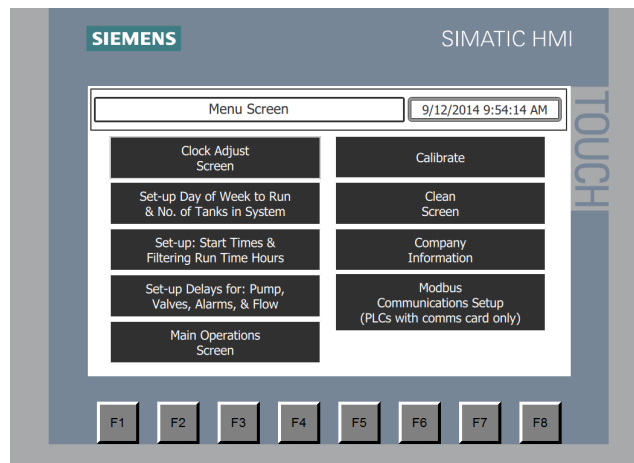 SIEMENS
SIMATIC HMI
TOUCH
Menu Screen
9/12/2014 9:54:14 AM
Clock Adjust
Screen
Calibrate
Set-up Day of Week to Run
& No. of Tanks in System
Clean
Screen
Set-up: Start Times &
Filtering Run Time Hours
Company
Information
Set-up Delays for: Pump,
Valves, Alarms, & Flow
Modbus
Communications Setup
(PLCs with comms card only)
Main Operations
Screen
F1
F2
F3
F4
F5
F6
F7
F8